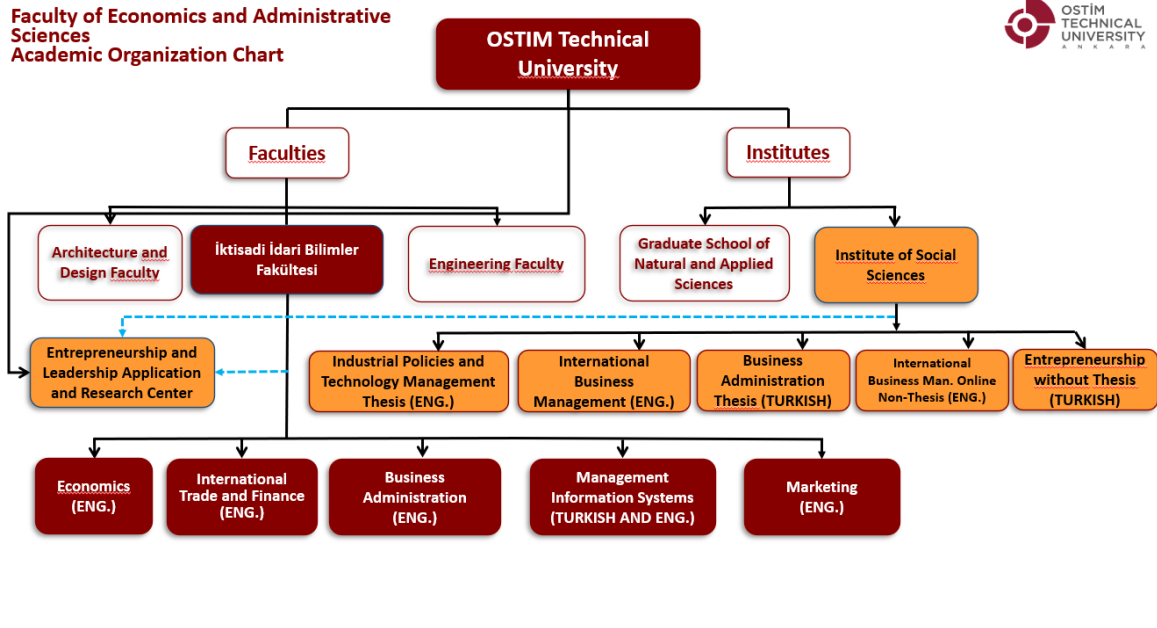 Faculty of Economics and Administrative
Sciences
Academic Organization Chart
OSTIM Technical
University
OSTİM
TECHNICAL
UNIVERSITY
ANKARA
Faculties
Institutes
Architecture and
Design Faculty
İktisadi İdari Bilimler
Fakültesi
Engineering Faculty
Graduate School of
Natural and Applied
Sciences
Institute of Social
Sciences
Entrepreneurship and
Leadership Application
and Research Center
Industrial Policies and
Technology Management
Thesis (ENG.)
International
Business
Management (ENG.)
Business
Administration
Thesis (TURKISH)
International
Business Man. Online
Non-Thesis (ENG.)
Entrepreneurship
without Thesis
(TURKISH)
Economics
(ENG.)
International
Trade and Finance
(ENG.)
Business
Administration
(ENG.)
Management
Information Systems
(TURKISH AND ENG.)
Marketing
(ENG.)